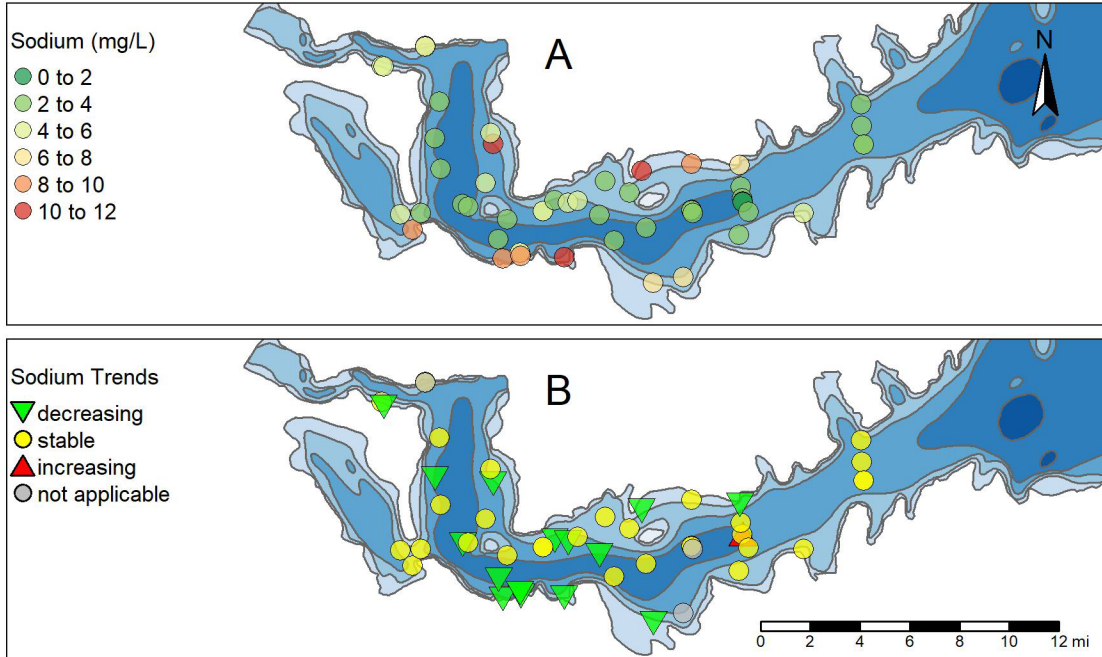 Sodium (mg/L)
0 to 2
2 to 4
4 to 6
6 to 8
8 to 10
10 to 12
A
N
Sodium Trends
decreasing
stable
increasing
not applicable
B
0 2 4 6 8 10 12 mi